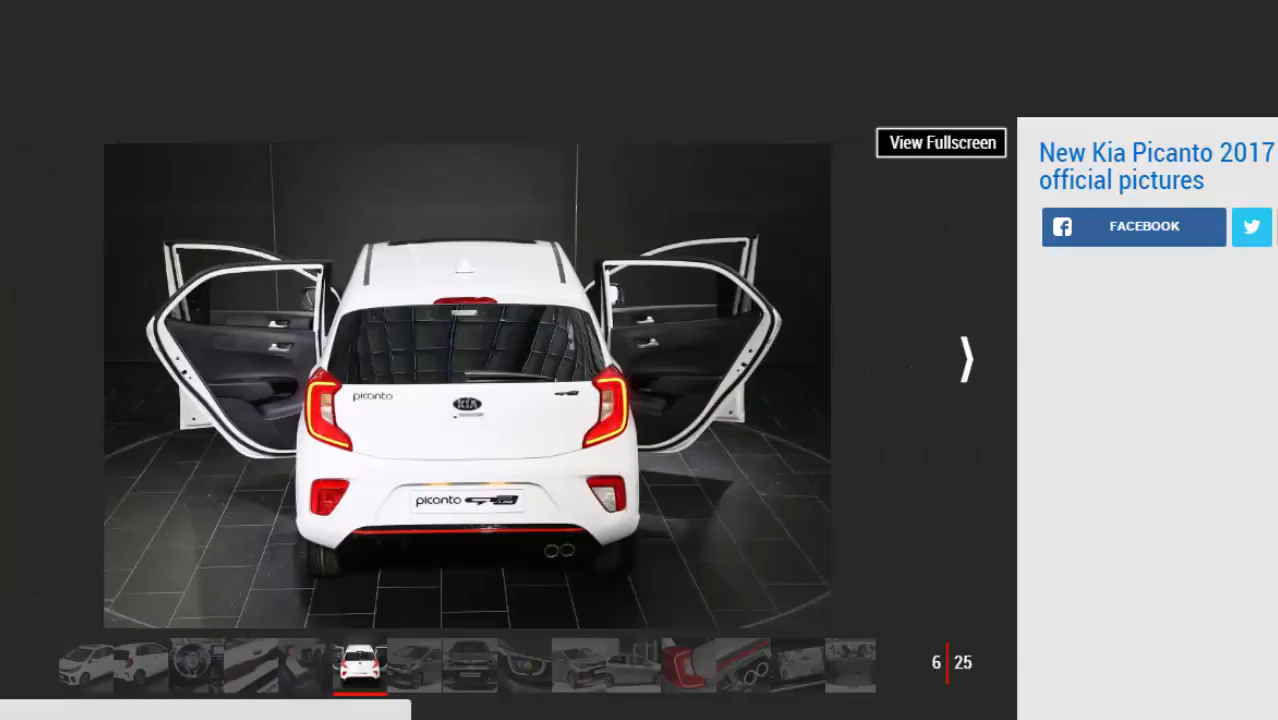 View Fullscreen
New Kia Picanto 2017
official pictures
FACEBOOK
picanto
KIA
picanto
6 25